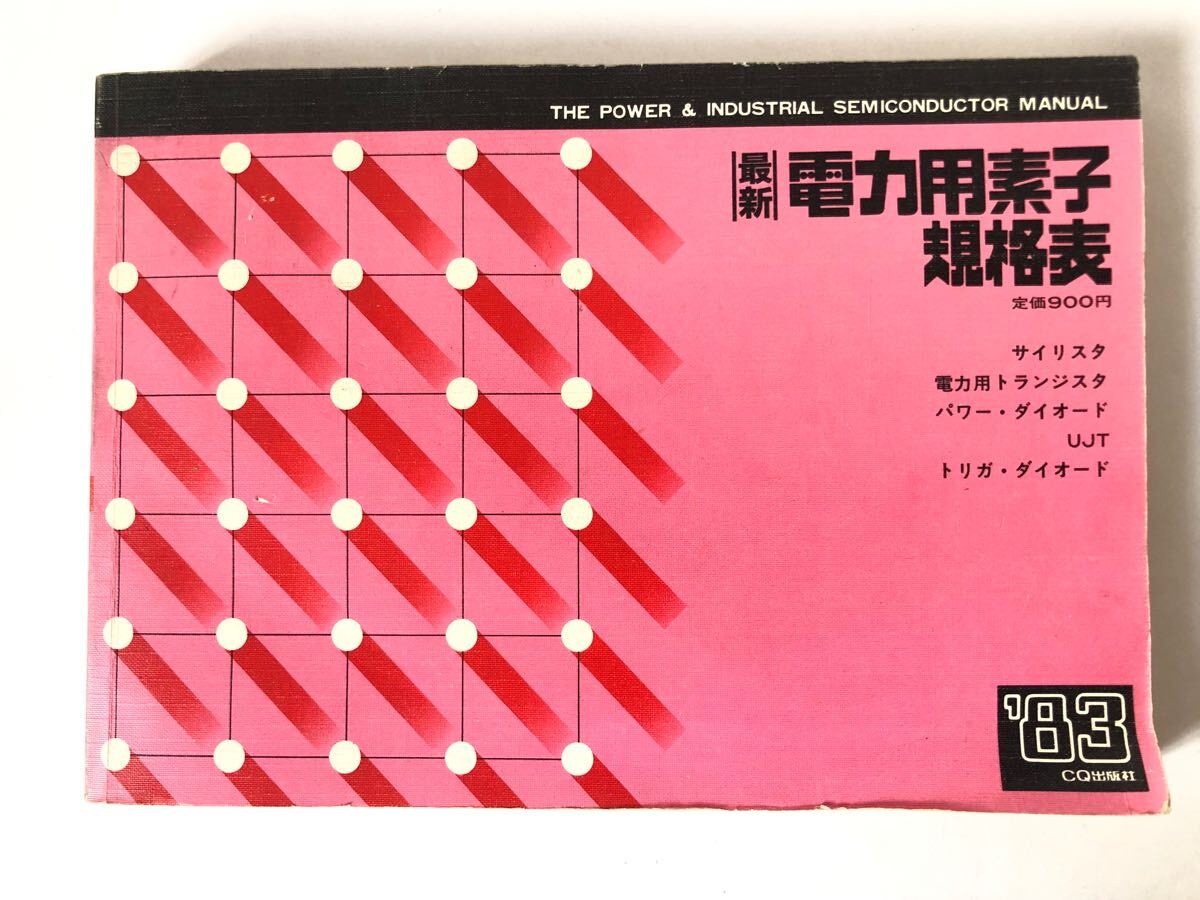 THE POWER & INDUSTRIAL SEMICONDUCTOR MANUAL
最新
電力用素子
規格表
定価900円
サイリスタ
電力用トランジスタ
パワー・ダイオード
UJT
トリガ・ダイオード
'83
CQ出版社